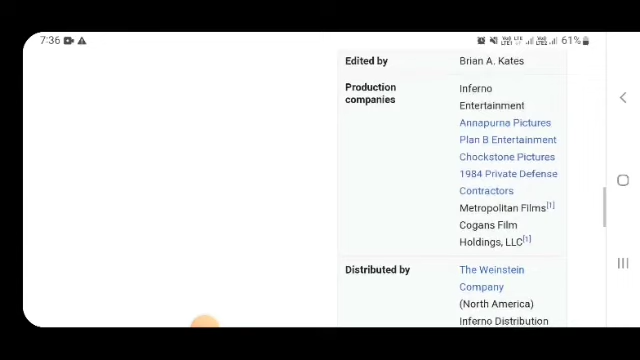 7:36
61%
Edited by Brian A. Kates
Production companies
Inferno
Entertainment
Annapurna Pictures
Plan B Entertainment
Chockstone Pictures
1984 Private Defense
Contractors
Metropolitan Films[1]
Cogans Film
Holdings, LLC[1]
Distributed by
The Weinstein
Company
(North America)
Inferno Distribution